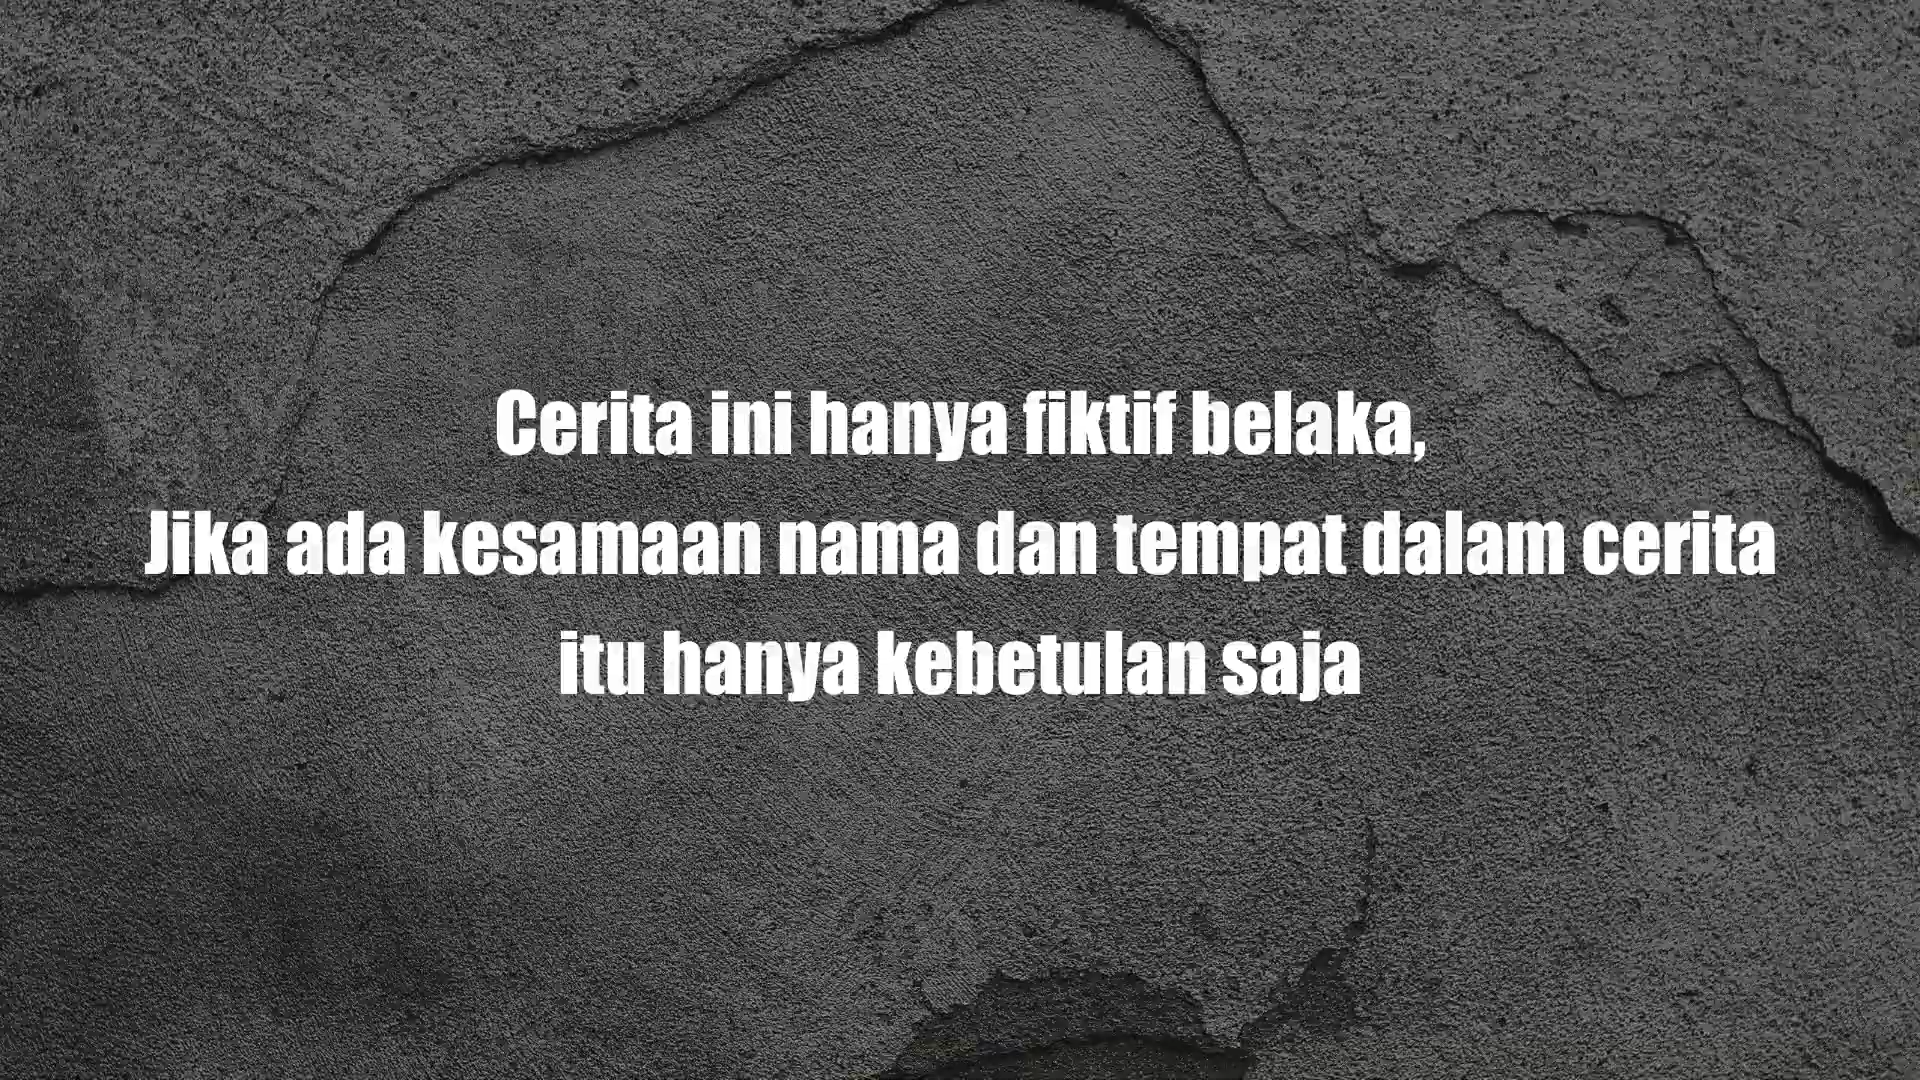 Cerita ini hanya fiktif belaka,
Jika ada kesamaan nama dan tempat dalam cerita
itu hanya kebetulan saja